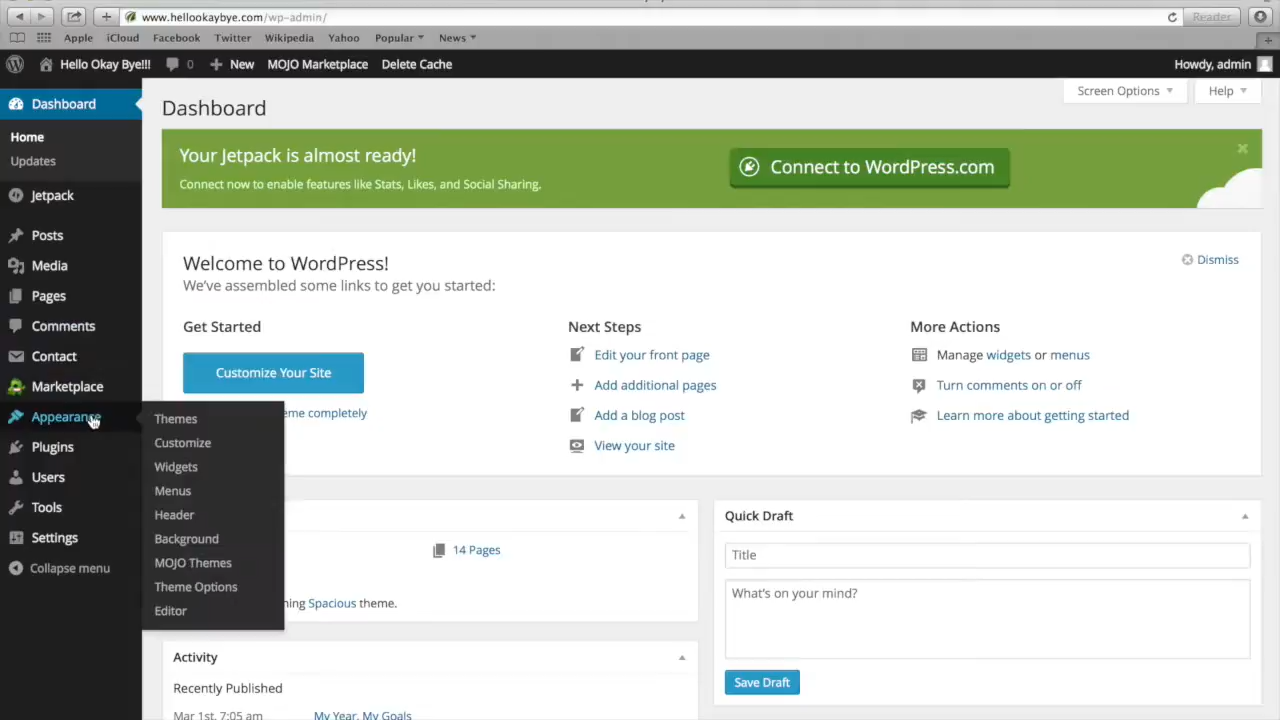 www.hellookaybye.com/wp-admin/
Reader
Apple iCloud Facebook Twitter Wikipedia Yahoo Popular News
Hello Okay Bye!!! 0 New MOJO Marketplace Delete Cache Howdy, admin
Dashboard
Home
Updates
Jetpack
Posts
Media
Pages
Comments
Contact
Marketplace
Appearance
Plugins
Users
Tools
Settings
Collapse menu
Themes
Customize
Widgets
Menus
Header
Background
MOJO Themes
Theme Options
Editor
Dashboard
Screen Options Help
Your Jetpack is almost ready!
Connect now to enable features like Stats, Likes, and Social Sharing.
Connect to WordPress.com
Welcome to WordPress!
Dismiss
We've assembled some links to get you started:
Get Started
Customize Your Site
eme completely
Next Steps
Edit your front page
Add additional pages
Add a blog post
View your site
More Actions
Manage widgets or menus
Turn comments on or off
Learn more about getting started
14 Pages
ning Spacious theme.
Activity
Recently Published
Mar 1st, 7:05 am My Year, My Goals
Quick Draft
Title
What's on your mind?
Save Draft